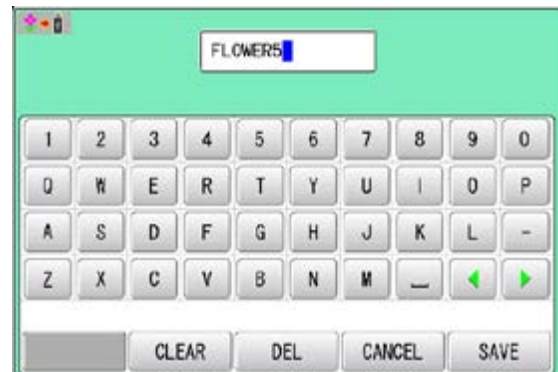 FLOWER5
1 2 3 4 5 6 7 8 9 0
Q W E R T Y U I O P
A S D F G H J K L -
Z X C V B N M
CLEAR DEL CANCEL SAVE